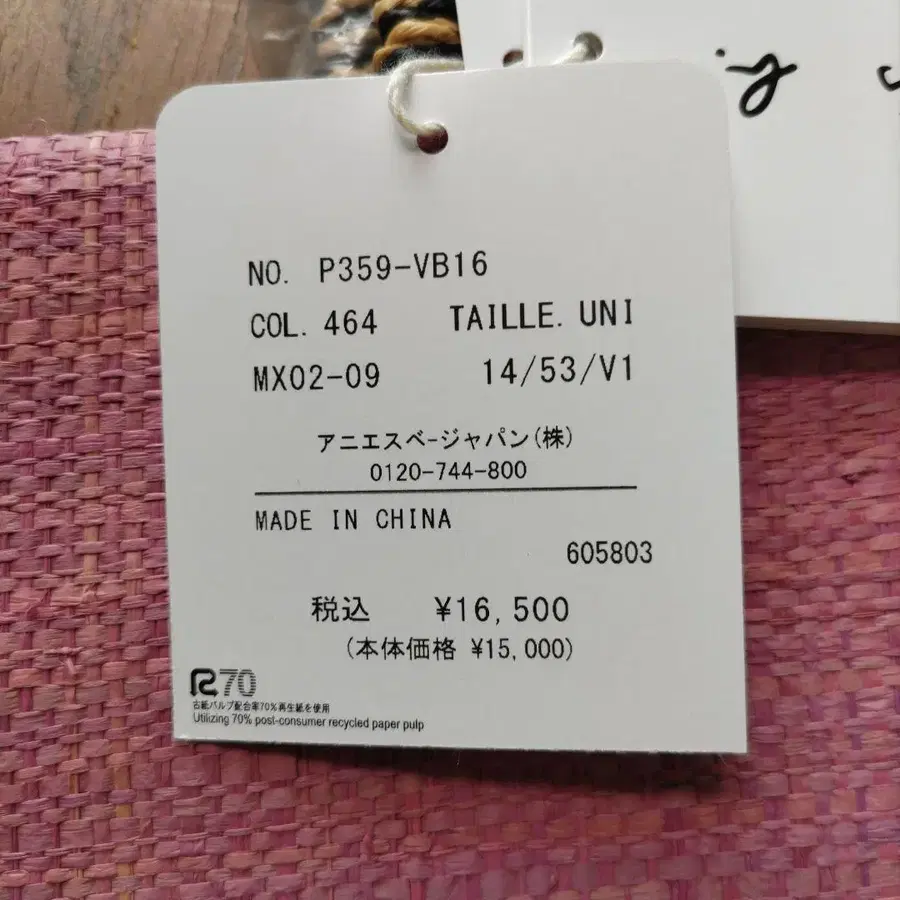 NO. P359-VB16
COL. 464 TAILLE. UNI
MX02-09 14/53/V1
アニエスベージャパン(株)
0120-744-800
MADE IN CHINA
605803
税込 ¥16,500
(本体価格 ¥15,000)
R70
古紙パルプ配合率70%再生紙を使用
Utilizing 70% post-consumer recycled paper pulp